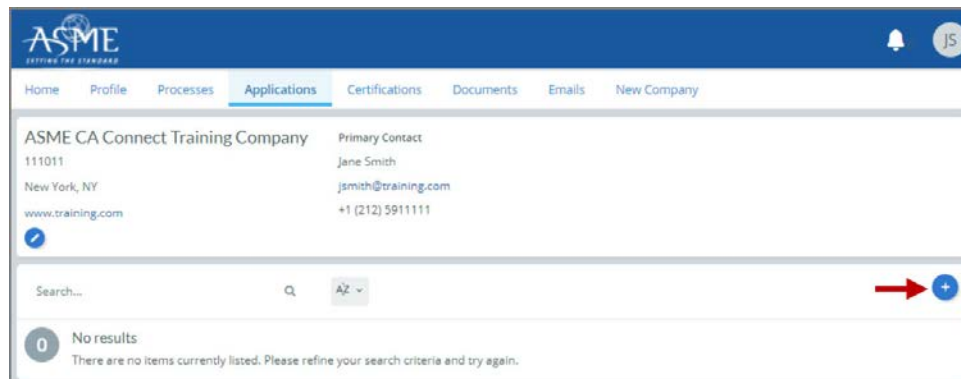 ASME
SETTING THE STANDARD
JS
Home Profile Processes Applications Certifications Documents Emails New Company
ASME CA Connect Training Company
111011
New York, NY
www.training.com
Primary Contact
Jane Smith
jsmith@training.com
+1 (212) 5911111
Search...
AZ
+
0
No results
There are no items currently listed. Please refine your search criteria and try again.